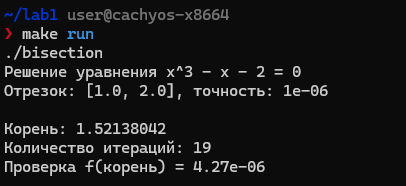 ~/lab1 user@cachyos-x8664
❯ make run
./bisection
Решение уравнения x^3 - x - 2 = 0
Отрезок: [1.0, 2.0], точность: 1e-06

Корень: 1.52138042
Количество итераций: 19
Проверка f(корень) = 4.27e-06